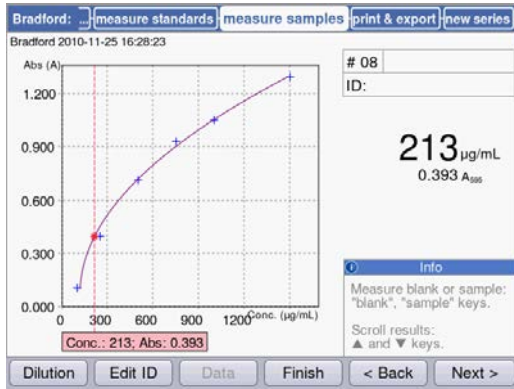 Bradford: ... measure standards measure samples print & export new series
Bradford 2010-11-25 16:28:23
Abs (A)
1.200
0.900
0.600
0.300
0.000
0 300 600 900 1200 Conc. (µg/mL)
Conc.: 213; Abs: 0.393
# 08
ID:
213 µg/mL
0.393 A595
Info
Measure blank or sample:
"blank", "sample" keys.
Scroll results:
▲ and ▼ keys.
Dilution Edit ID Data Finish < Back Next >